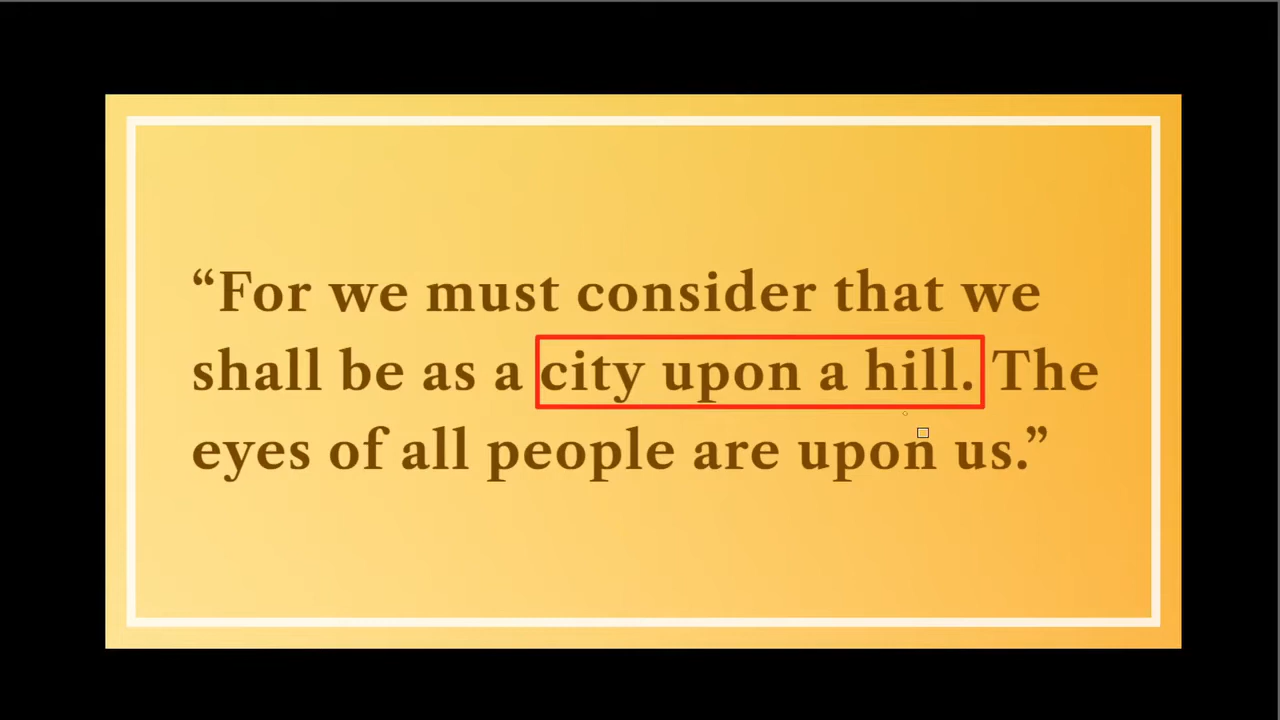 “For we must consider that we
shall be as a city upon a hill. The
eyes of all people are upon us.”